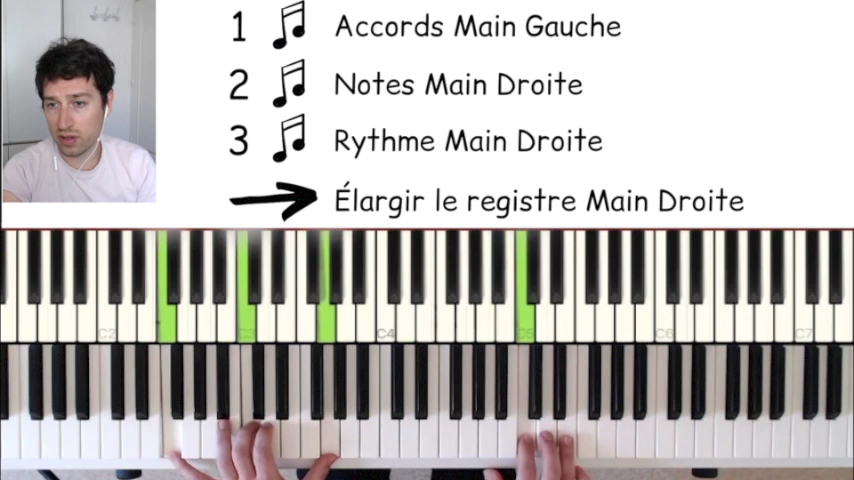 1 Accords Main Gauche
2 Notes Main Droite
3 Rythme Main Droite
Élargir le registre Main Droite
C2 C3 C4 C5 C6 C7